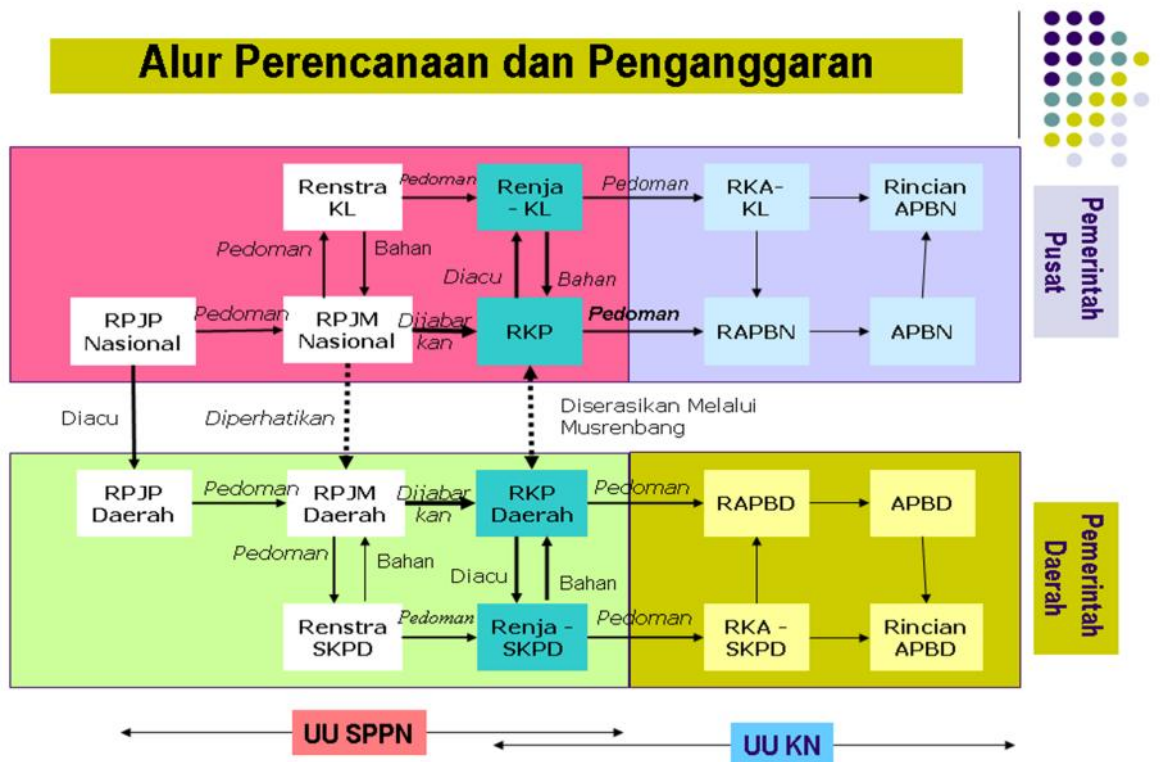 Alur Perencanaan dan Penganggaran
Renstra
KL
Pedoman
Renja
- KL
Pedoman
RKA-
KL
Rincian
APBN
Pemerintah
Pusat
Pedoman
Bahan
Diacu
Bahan
RPJP
Nasional
Pedoman
RPJM
Nasional
Dijabar
kan
RKP
Pedoman
RAPBN
APBN
Diacu
Diperhatikan
Diserasikan Melalui
Musrenbang
RPJP
Daerah
Pedoman
RPJM
Daerah
Dijabar
kan
RKP
Daerah
Pedoman
RAPBD
APBD
Pemerintah
Daerah
Pedoman
Bahan
Diacu
Bahan
Renstra
SKPD
Pedoman
Renja -
SKPD
Pedoman
RKA -
SKPD
Rincian
APBD
UU SPPN
UU KN